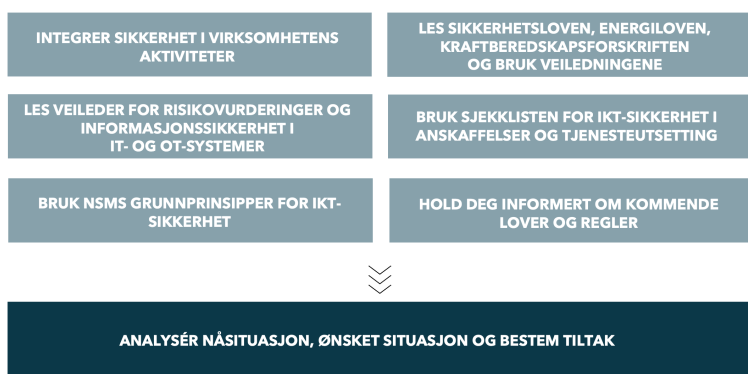 INTEGRER SIKKERHET I VIRKSOMHETENS
AKTIVITETER
LES SIKKERHETSLOVEN, ENERGILOVEN,
KRAFTBEREDSKAPSFORSKRIFTEN
OG BRUK VEILEDNINGENE
LES VEILEDER FOR RISIKOVURDERINGER OG
INFORMASJONSSIKKERHET I
IT- OG OT-SYSTEMER
BRUK SJEKKLISTEN FOR IKT-SIKKERHET I
ANSKAFFELSER OG TJENESTEUTSETTING
BRUK NSMS GRUNNPRINSIPPER FOR IKT-
SIKKERHET
HOLD DEG INFORMERT OM KOMMENDE
LOVER OG REGLER
ANALYSÉR NÅSITUASJON, ØNSKET SITUASJON OG BESTEM TILTAK